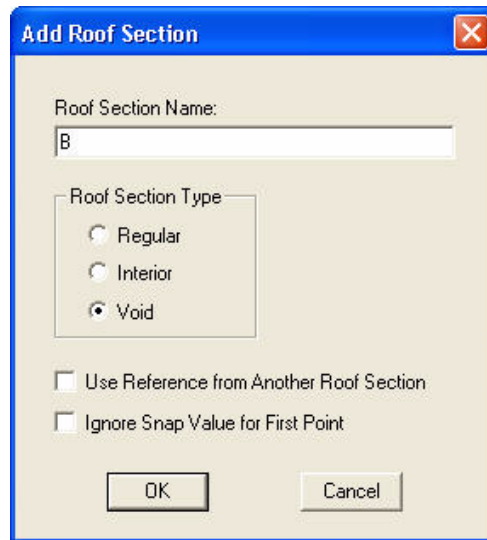 Add Roof Section
Roof Section Name:
B
Roof Section Type
Regular
Interior
Void
Use Reference from Another Roof Section
Ignore Snap Value for First Point
OK Cancel